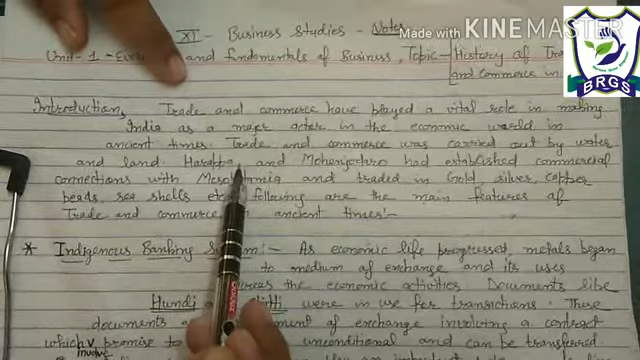 XI - Business Studies - Notes
Made with KINEMASTER
BRGS
Unit - 1 - and fundamentals of Business, Topic - History of
and commerce in
Introduction, Trade and commerce have played a vital role in making
India as a major actor in the economic world in
ancient times. Trade and commerce was carried out by water
and land. Harappa and Mohenjodaro had established commercial
connections with and traded in Gold, silver, copper
beads, sea shells etc. following are the main features of
Trade and commerce ancient times:-
* Indigenous Banking :- As economic life progressed, metals began
to medium of exchange and its uses
the economic activities. Documents like
Hundi were in use for transictions. These
documents of exchange involving a contract
which involve promise to unconditional and can be transferred.